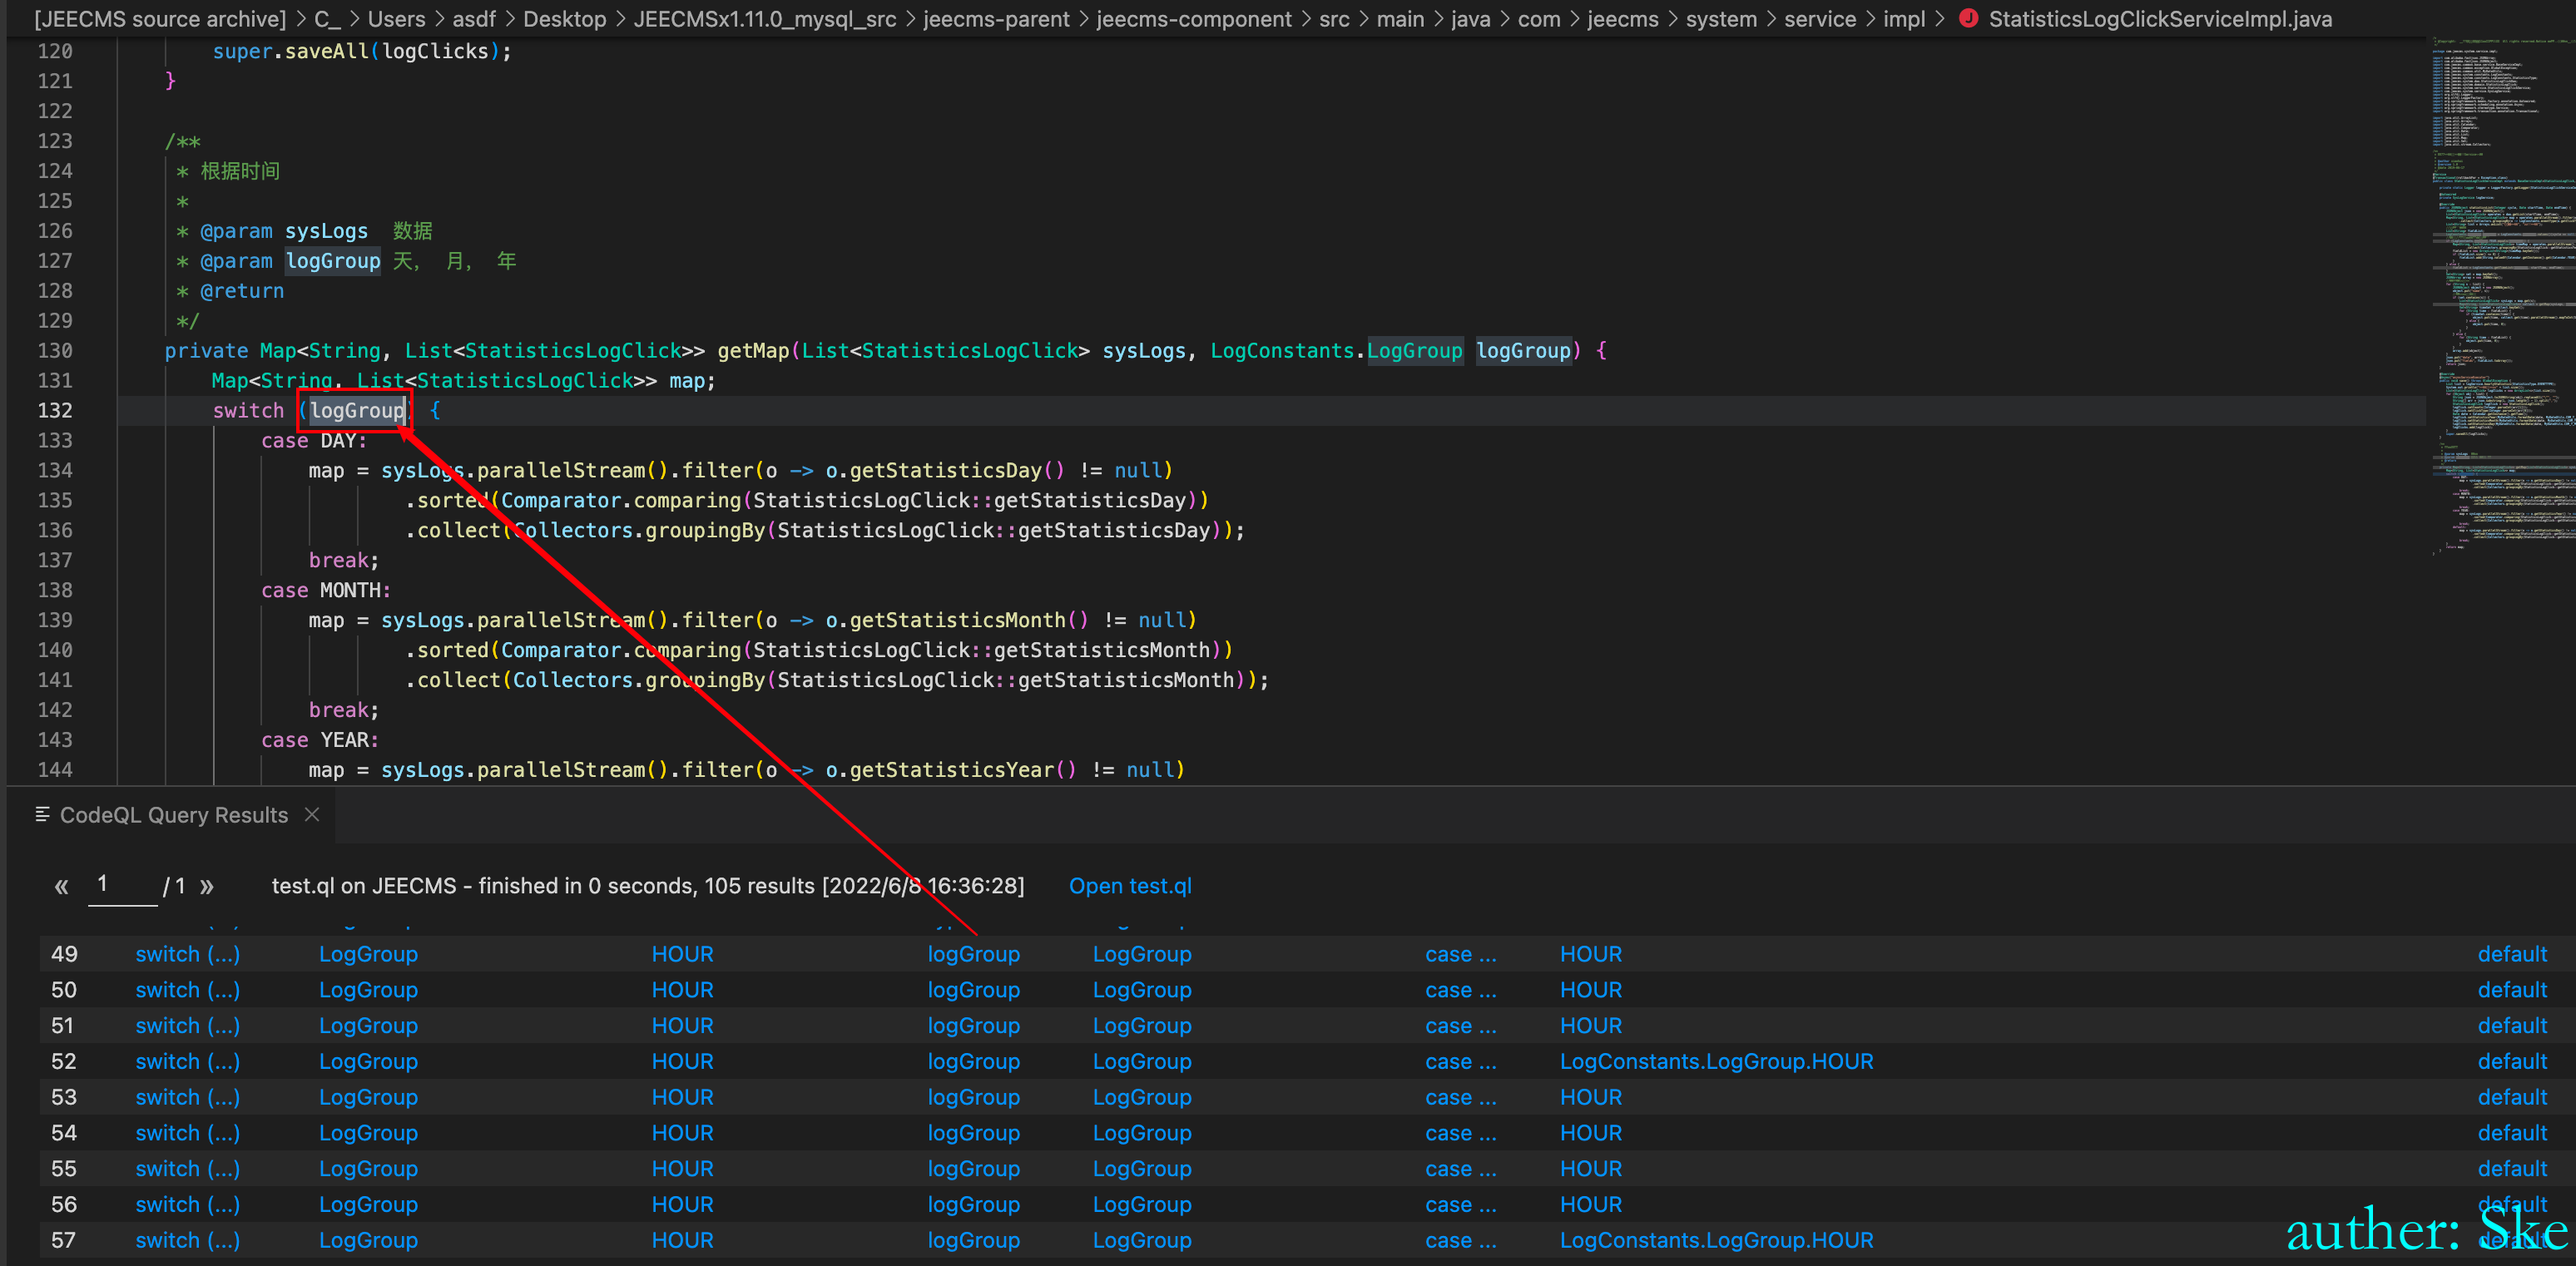 [JEECMS source archive] > C_ > Users > asdf > Desktop > JEECMSx1.11.0_mysql_src > jeecms-parent > jeecms-component > src > main > java > com > jeecms > system > service > impl > StatisticsLogClickServiceImpl.java
120 super.saveAll(logClicks);
121 }
122
123 /**
124 * 根据时间
125 *
126 * @param sysLogs 数据
127 * @param logGroup 天， 月， 年
128 * @return
129 */
130 private Map<String, List<StatisticsLogClick>> getMap(List<StatisticsLogClick> sysLogs, LogConstants.LogGroup logGroup) {
131 Map<String, List<StatisticsLogClick>> map;
132 switch (logGroup) {
133 case DAY:
134 map = sysLogs.parallelStream().filter(o -> o.getStatisticsDay() != null)
135 .sorted(Comparator.comparing(StatisticsLogClick::getStatisticsDay))
136 .collect(Collectors.groupingBy(StatisticsLogClick::getStatisticsDay));
137 break;
138 case MONTH:
139 map = sysLogs.parallelStream().filter(o -> o.getStatisticsMonth() != null)
140 .sorted(Comparator.comparing(StatisticsLogClick::getStatisticsMonth))
141 .collect(Collectors.groupingBy(StatisticsLogClick::getStatisticsMonth));
142 break;
143 case YEAR:
144 map = sysLogs.parallelStream().filter(o -> o.getStatisticsYear() != null)
CodeQL Query Results ×
« 1 / 1 » test.ql on JEECMS - finished in 0 seconds, 105 results [2022/6/8 16:36:28] Open test.ql
49 switch (...) LogGroup HOUR logGroup LogGroup case ... HOUR default
50 switch (...) LogGroup HOUR logGroup LogGroup case ... HOUR default
51 switch (...) LogGroup HOUR logGroup LogGroup case ... HOUR default
52 switch (...) LogGroup HOUR logGroup LogGroup case ... LogConstants.LogGroup.HOUR default
53 switch (...) LogGroup HOUR logGroup LogGroup case ... HOUR default
54 switch (...) LogGroup HOUR logGroup LogGroup case ... HOUR default
55 switch (...) LogGroup HOUR logGroup LogGroup case ... HOUR default
56 switch (...) LogGroup HOUR logGroup LogGroup case ... HOUR default
57 switch (...) LogGroup HOUR logGroup LogGroup case ... LogConstants.LogGroup.HOUR default
auther: Ske